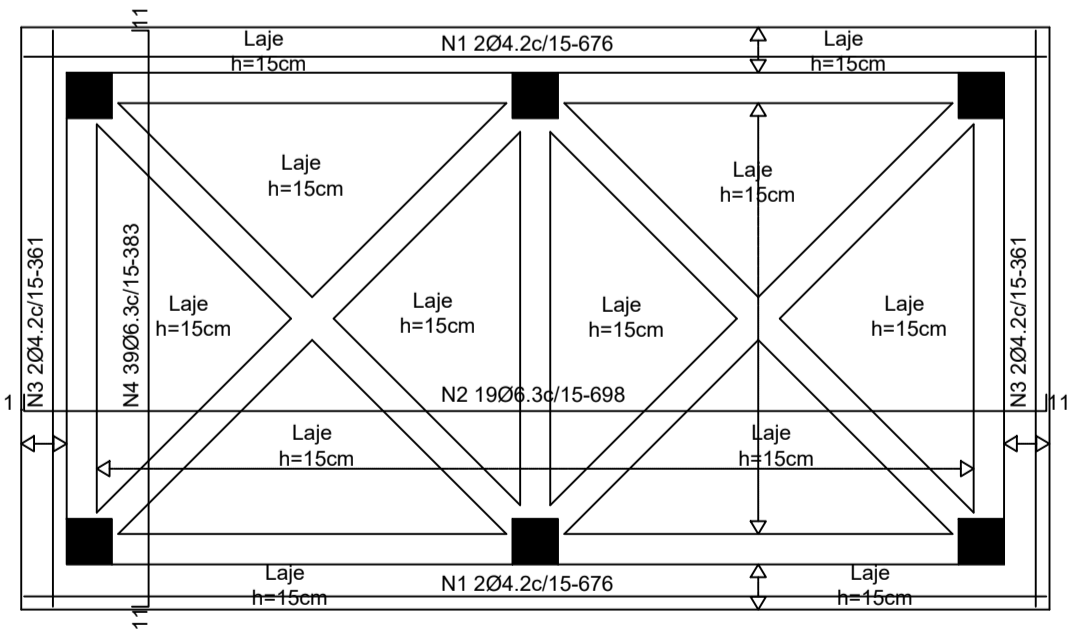 11
Laje
h=15cm
N1 2Ø4.2c/15-676
Laje
h=15cm
Laje
h=15cm
Laje
h=15cm
N3 2Ø4.2c/15-361
N4 39Ø6.3c/15-383
Laje
h=15cm
Laje
h=15cm
Laje
h=15cm
Laje
h=15cm
N3 2Ø4.2c/15-361
1
N2 19Ø6.3c/15-698
11
Laje
h=15cm
Laje
h=15cm
Laje
h=15cm
N1 2Ø4.2c/15-676
Laje
h=15cm
11